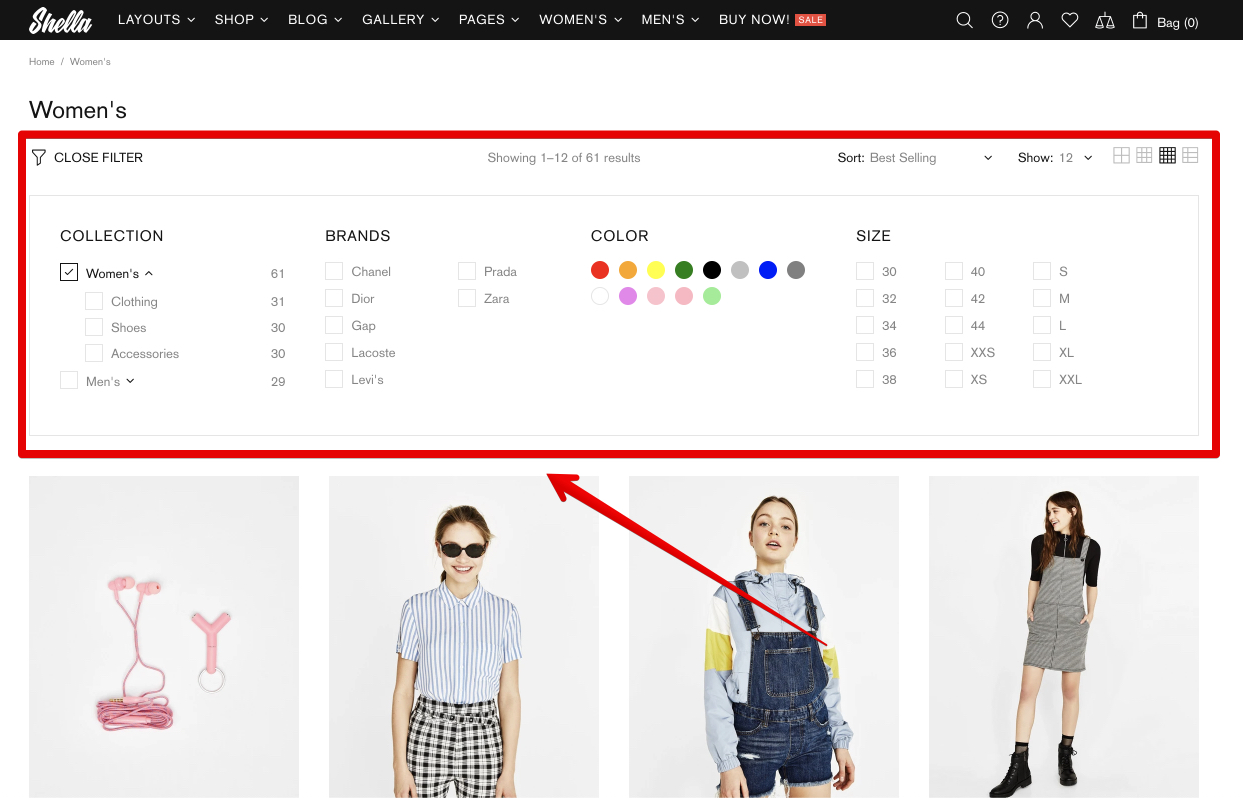 Shella LAYOUTS SHOP BLOG GALLERY PAGES WOMEN'S MEN'S BUY NOW! SALE Bag (0)
Home / Women's
Women's
CLOSE FILTER Showing 1–12 of 61 results Sort: Best Selling Show: 12
COLLECTION BRANDS COLOR SIZE
Women's 61 Chanel Prada 30 40 S
Clothing 31 Dior Zara 32 42 M
Shoes 30 Gap 34 44 L
Accessories 30 Lacoste 36 XXS XL
Men's 29 Levi's 38 XS XXL